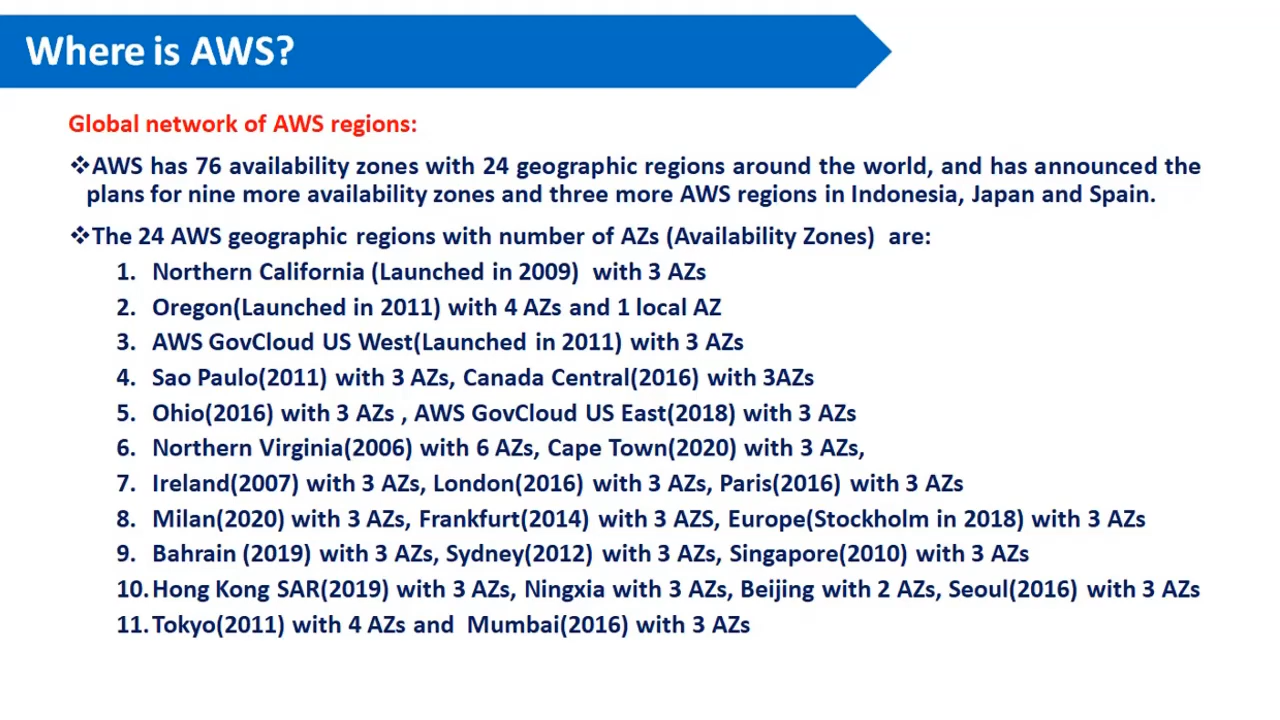 Where is AWS?
Global network of AWS regions:
❖AWS has 76 availability zones with 24 geographic regions around the world, and has announced the
plans for nine more availability zones and three more AWS regions in Indonesia, Japan and Spain.
❖The 24 AWS geographic regions with number of AZs (Availability Zones)  are:
1. Northern California (Launched in 2009)  with 3 AZs
2. Oregon(Launched in 2011) with 4 AZs and 1 local AZ
3. AWS GovCloud US West(Launched in 2011) with 3 AZs
4. Sao Paulo(2011) with 3 AZs, Canada Central(2016) with 3AZs
5. Ohio(2016) with 3 AZs , AWS GovCloud US East(2018) with 3 AZs
6. Northern Virginia(2006) with 6 AZs, Cape Town(2020) with 3 AZs,
7. Ireland(2007) with 3 AZs, London(2016) with 3 AZs, Paris(2016) with 3 AZs
8. Milan(2020) with 3 AZs, Frankfurt(2014) with 3 AZS, Europe(Stockholm in 2018) with 3 AZs
9. Bahrain (2019) with 3 AZs, Sydney(2012) with 3 AZs, Singapore(2010) with 3 AZs
10. Hong Kong SAR(2019) with 3 AZs, Ningxia with 3 AZs, Beijing with 2 AZs, Seoul(2016) with 3 AZs
11. Tokyo(2011) with 4 AZs and  Mumbai(2016) with 3 AZs